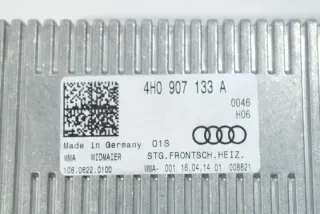 4H0 907 133 A
0046
H06
Made in Germany 01S
WMA WIDMAIER STG.FRONTSCH.HEIZ.
108.0622.0100 WMA- 001 16.04.14 01 008821